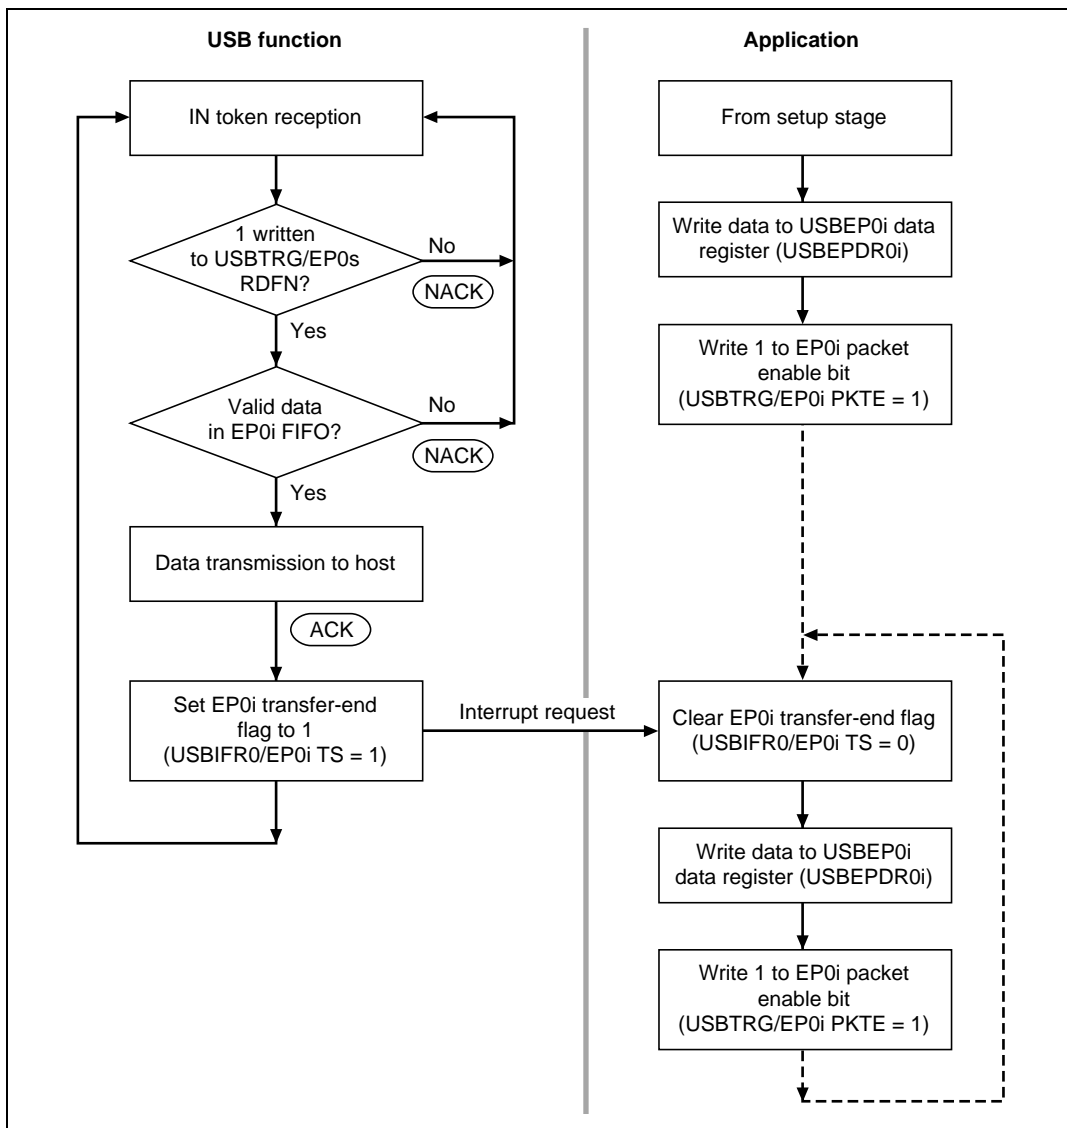 USB function
IN token reception
1 written
to USBTRG/EP0s
RDFN?
No
NACK
Yes
Valid data
in EP0i FIFO?
No
NACK
Yes
Data transmission to host
ACK
Set EP0i transfer-end
flag to 1
(USBIFR0/EP0i TS = 1)
Interrupt request
Application
From setup stage
Write data to USBEP0i data
register (USBEPDR0i)
Write 1 to EP0i packet
enable bit
(USBTRG/EP0i PKTE = 1)
Clear EP0i transfer-end flag
(USBIFR0/EP0i TS = 0)
Write data to USBEP0i
data register (USBEPDR0i)
Write 1 to EP0i packet
enable bit
(USBTRG/EP0i PKTE = 1)